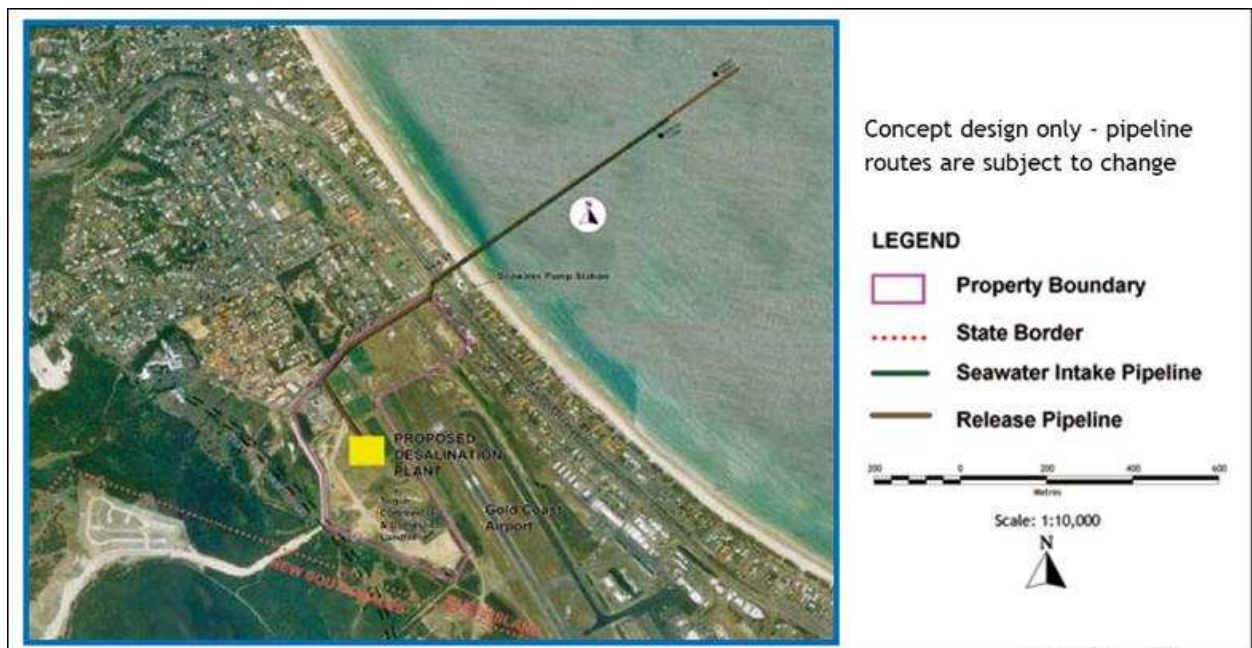 Concept design only - pipeline
routes are subject to change
LEGEND
Property Boundary
State Border
Seawater Intake Pipeline
Release Pipeline
200 0 200 400 600
Metres
Scale: 1:10,000
N
Seawater Pump Station
PROPOSED
DESALINATION
PLANT
Gold Coast
Airport
Tugun
& Landfill
NEW SOUTH